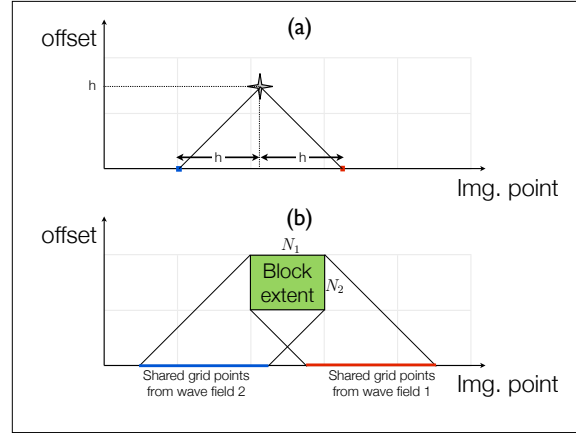 (a)
offset
h
h
h
Img. point
(b)
offset
N₁
Block
extent
N₂
Shared grid points
from wave field 2
Shared grid points
from wave field 1
Img. point